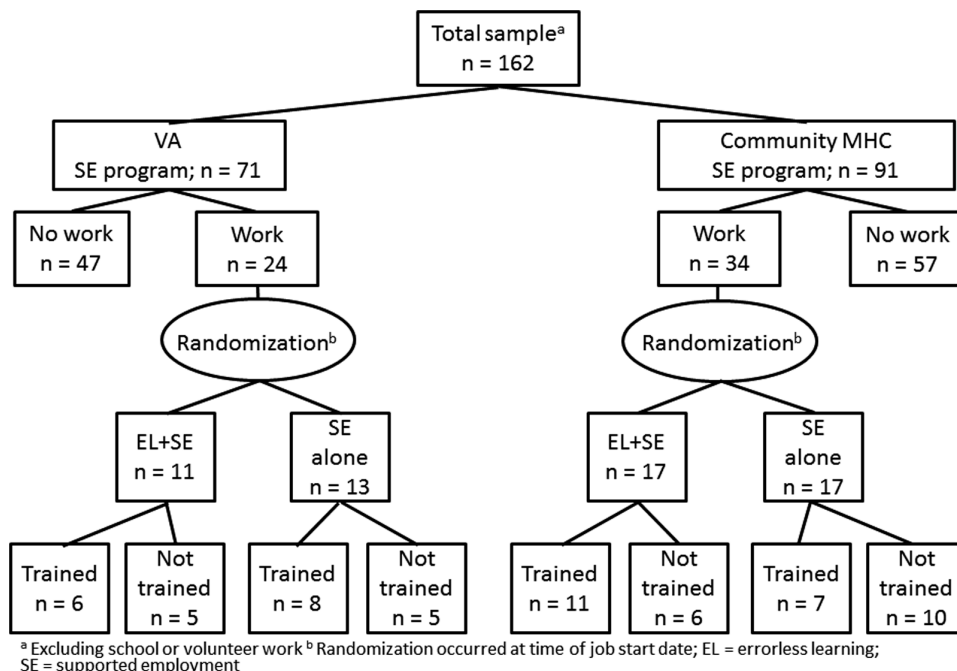 Total sampleᵃ
n = 162
VA
SE program; n = 71
Community MHC
SE program; n = 91
No work
n = 47
Work
n = 24
Work
n = 34
No work
n = 57
Randomizationᵇ
Randomizationᵇ
EL+SE
n = 11
SE
alone
n = 13
EL+SE
n = 17
SE
alone
n = 17
Trained
n = 6
Not
trained
n = 5
Trained
n = 8
Not
trained
n = 5
Trained
n = 11
Not
trained
n = 6
Trained
n = 7
Not
trained
n = 10
ᵃ Excluding school or volunteer work ᵇ Randomization occurred at time of job start date; EL = errorless learning;
SE = supported employment